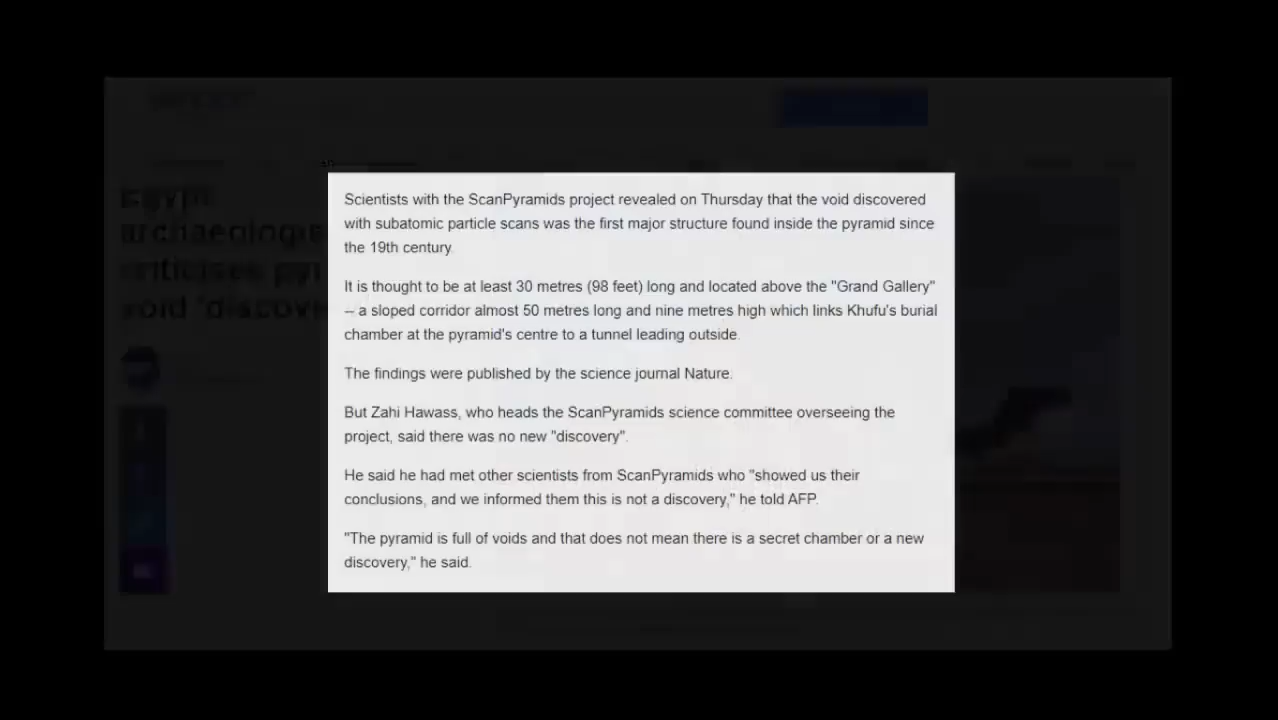 Egypt
archaeologis
criticises pyr
void 'discove
Scientists with the ScanPyramids project revealed on Thursday that the void discovered
with subatomic particle scans was the first major structure found inside the pyramid since
the 19th century.
It is thought to be at least 30 metres (98 feet) long and located above the "Grand Gallery"
– a sloped corridor almost 50 metres long and nine metres high which links Khufu's burial
chamber at the pyramid's centre to a tunnel leading outside.
The findings were published by the science journal Nature.
But Zahi Hawass, who heads the ScanPyramids science committee overseeing the
project, said there was no new "discovery".
He said he had met other scientists from ScanPyramids who "showed us their
conclusions, and we informed them this is not a discovery," he told AFP.
"The pyramid is full of voids and that does not mean there is a secret chamber or a new
discovery," he said.